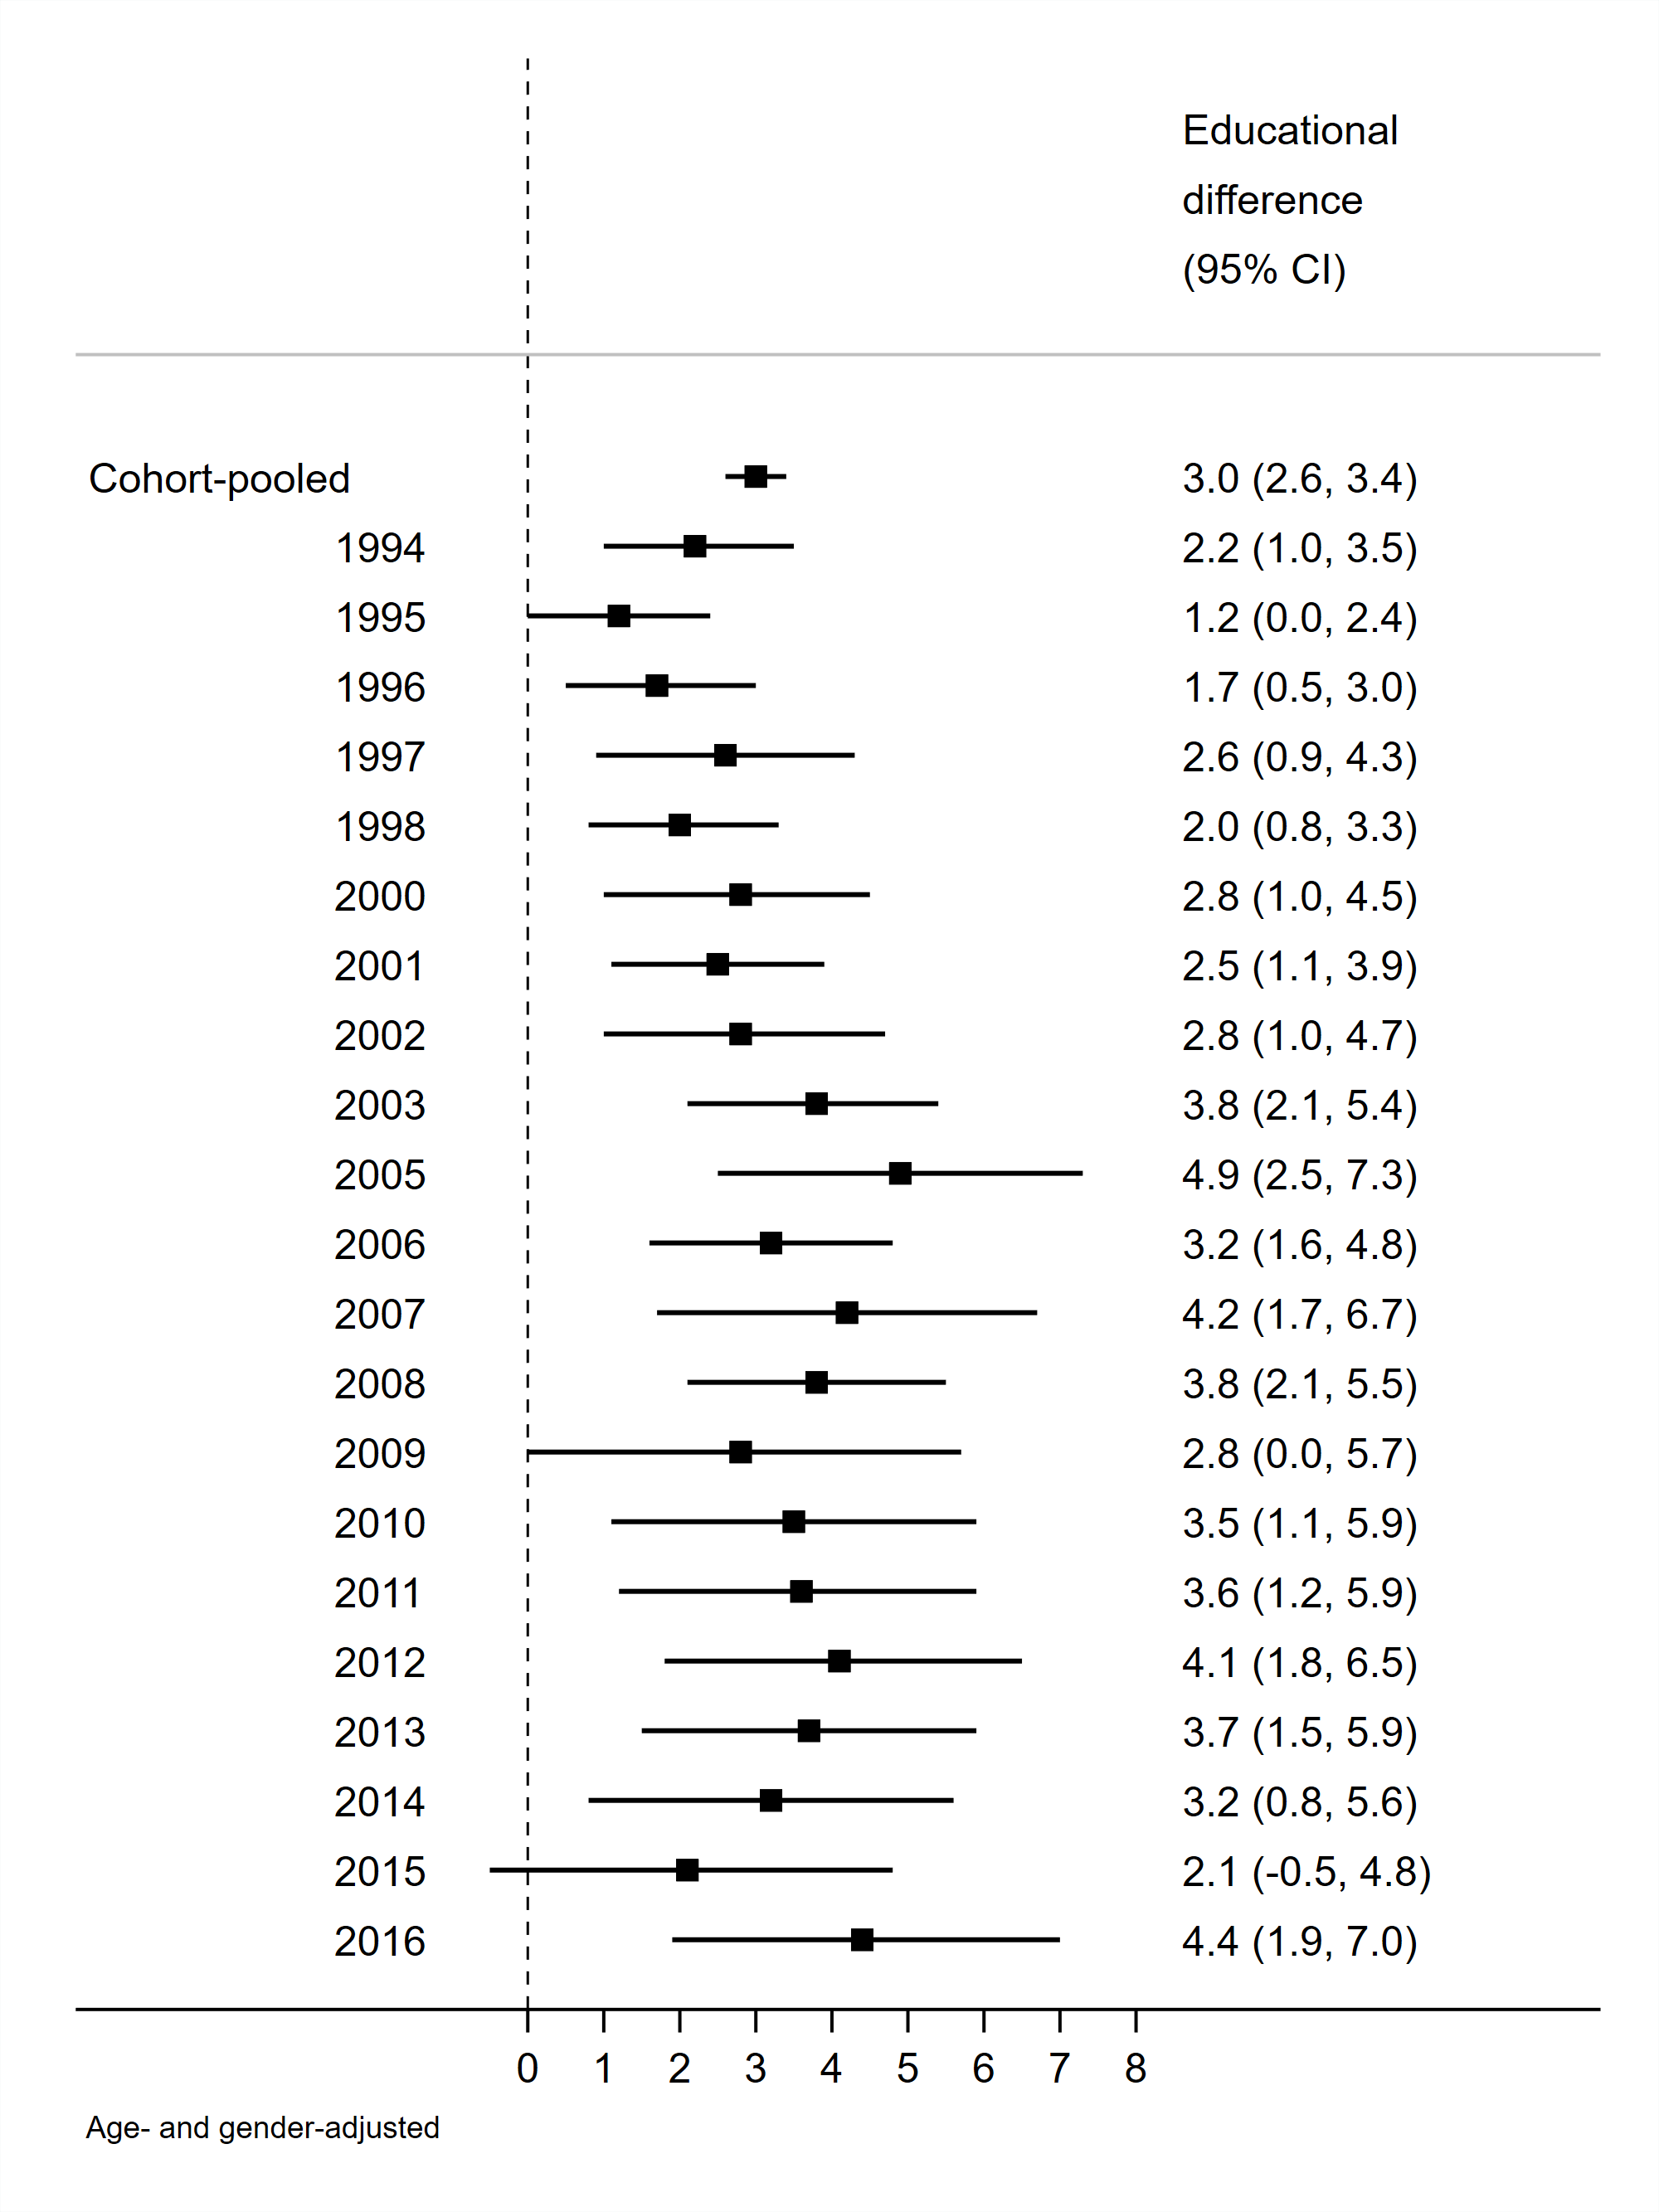 Educational
difference
(95% CI)
Cohort-pooled 3.0 (2.6, 3.4)
1994 2.2 (1.0, 3.5)
1995 1.2 (0.0, 2.4)
1996 1.7 (0.5, 3.0)
1997 2.6 (0.9, 4.3)
1998 2.0 (0.8, 3.3)
2000 2.8 (1.0, 4.5)
2001 2.5 (1.1, 3.9)
2002 2.8 (1.0, 4.7)
2003 3.8 (2.1, 5.4)
2005 4.9 (2.5, 7.3)
2006 3.2 (1.6, 4.8)
2007 4.2 (1.7, 6.7)
2008 3.8 (2.1, 5.5)
2009 2.8 (0.0, 5.7)
2010 3.5 (1.1, 5.9)
2011 3.6 (1.2, 5.9)
2012 4.1 (1.8, 6.5)
2013 3.7 (1.5, 5.9)
2014 3.2 (0.8, 5.6)
2015 2.1 (-0.5, 4.8)
2016 4.4 (1.9, 7.0)
0 1 2 3 4 5 6 7 8
Age- and gender-adjusted